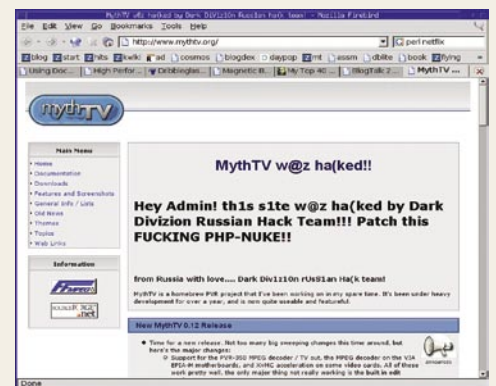 MythTV w@z ha(ked by Dark DiViz10n Russ1an Ha(k team! - Mozilla Firebird
File Edit View Go Bookmarks Tools Help
http://www.mythtv.org/
perl netflix
blog start hits kwiki ad cosmos blogdex daypop mt assm dblite book flying
Using Doc... High Perfor... Dribbleglas... Magnetic B... My Top 40 ... BlogTalk 2... MythTV ...
mythTV
Main Menu
Home
Documentation
Downloads
Features and Screenshots
General Info / Lists
Old News
Themes
Topics
Web Links
Information
FFMPEG
SOURCEFORGE
.net
MythTV w@z ha(ked!!
Hey Admin! th1s s1te w@z ha(ked by Dark
Divizion Russian Hack Team!!! Patch this
FUCKING PHP-NUKE!!
from Russia with love.... Dark Div1z10n rUsS1an Ha(k team!
MythTV is a homebrew PVR project that I've been working on in my spare time. It's been under heavy
development for over a year, and is now quite useable and featureful.
New MythTV 0.12 Release
Time for a new release. Not too many big sweeping changes this time around, but
here's the major changes:
Support for the PVR-350 MPEG decoder / TV out, the MPEG decoder on the VIA
EPIA-M motherboards, and XvMC acceleration on some video cards. All of these
work pretty well, the only major thing not really working is the built in edit
Done